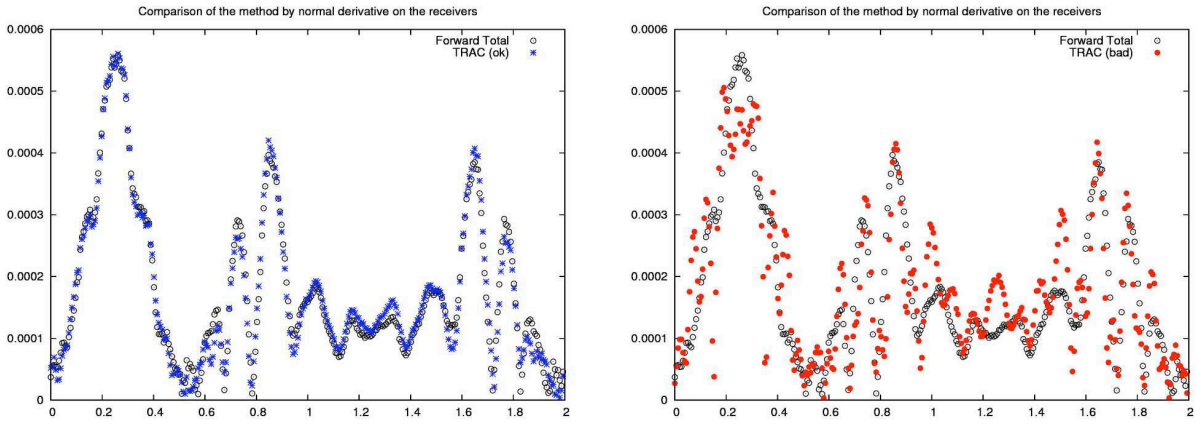 Comparison of the method by normal derivative on the receivers
0.0006
0.0005
0.0004
0.0003
0.0002
0.0001
0
0 0.2 0.4 0.6 0.8 1 1.2 1.4 1.6 1.8 2
Forward Total
TRAC (ok)
Comparison of the method by normal derivative on the receivers
0.0006
0.0005
0.0004
0.0003
0.0002
0.0001
0
0 0.2 0.4 0.6 0.8 1 1.2 1.4 1.6 1.8 2
Forward Total
TRAC (bad)